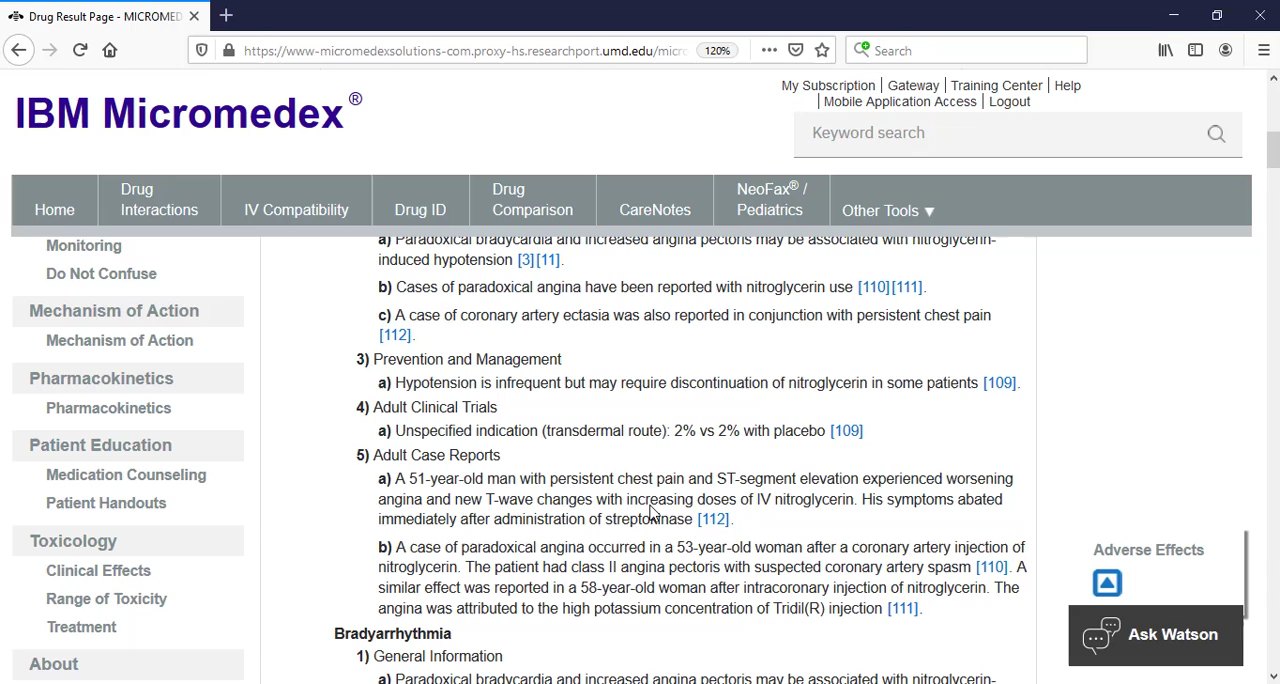 Drug Result Page - MICROMED
https://www-micromedexsolutions-com.proxy-hs.researchport.umd.edu/micro
120%
Search
IBM Micromedex®
My Subscription | Gateway | Training Center | Help
| Mobile Application Access | Logout
Keyword search
Home
Drug Interactions
IV Compatibility
Drug ID
Drug Comparison
CareNotes
NeoFax® / Pediatrics
Other Tools ▼
Monitoring
Do Not Confuse
Mechanism of Action
Mechanism of Action
Pharmacokinetics
Pharmacokinetics
Patient Education
Medication Counseling
Patient Handouts
Toxicology
Clinical Effects
Range of Toxicity
Treatment
About
a) Paradoxical bradycardia and increased angina pectoris may be associated with nitroglycerin-
induced hypotension [3][11].
b) Cases of paradoxical angina have been reported with nitroglycerin use [110][111].
c) A case of coronary artery ectasia was also reported in conjunction with persistent chest pain
[112].
3) Prevention and Management
a) Hypotension is infrequent but may require discontinuation of nitroglycerin in some patients [109].
4) Adult Clinical Trials
a) Unspecified indication (transdermal route): 2% vs 2% with placebo [109]
5) Adult Case Reports
a) A 51-year-old man with persistent chest pain and ST-segment elevation experienced worsening
angina and new T-wave changes with increasing doses of IV nitroglycerin. His symptoms abated
immediately after administration of streptokinase [112].
b) A case of paradoxical angina occurred in a 53-year-old woman after a coronary artery injection of
nitroglycerin. The patient had class II angina pectoris with suspected coronary artery spasm [110]. A
similar effect was reported in a 58-year-old woman after intracoronary injection of nitroglycerin. The
angina was attributed to the high potassium concentration of Tridil(R) injection [111].
Bradyarrhythmia
1) General Information
a) Paradoxical bradycardia and increased angina pectoris may be associated with nitroglycerin-
Adverse Effects
Ask Watson